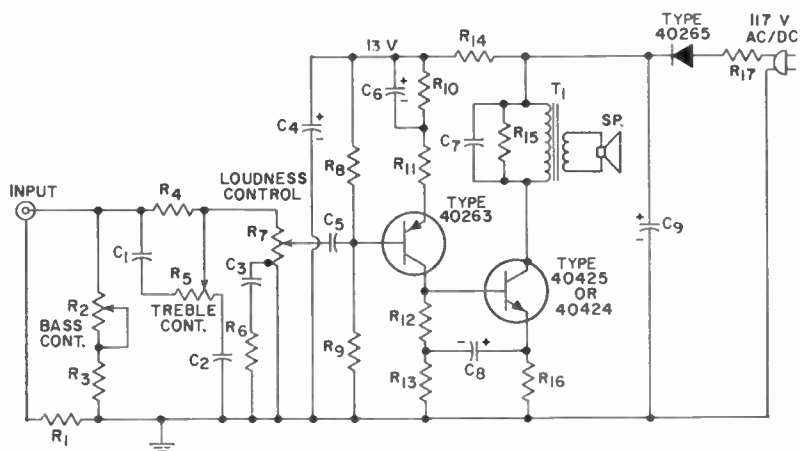 TYPE
40265
117 V
AC/DC
13 V
R14
R17
C6
R10
T1
C4
C7
R15
SP.
R8
R11
LOUDNESS
CONTROL
INPUT
R4
TYPE
40263
C5
R7
C9
C1
C3
TYPE
40425
OR
40424
R5
R2
TREBLE
CONT.
BASS
CONT.
R12
R6
C2
R9
R3
C8
R13
R16
R1